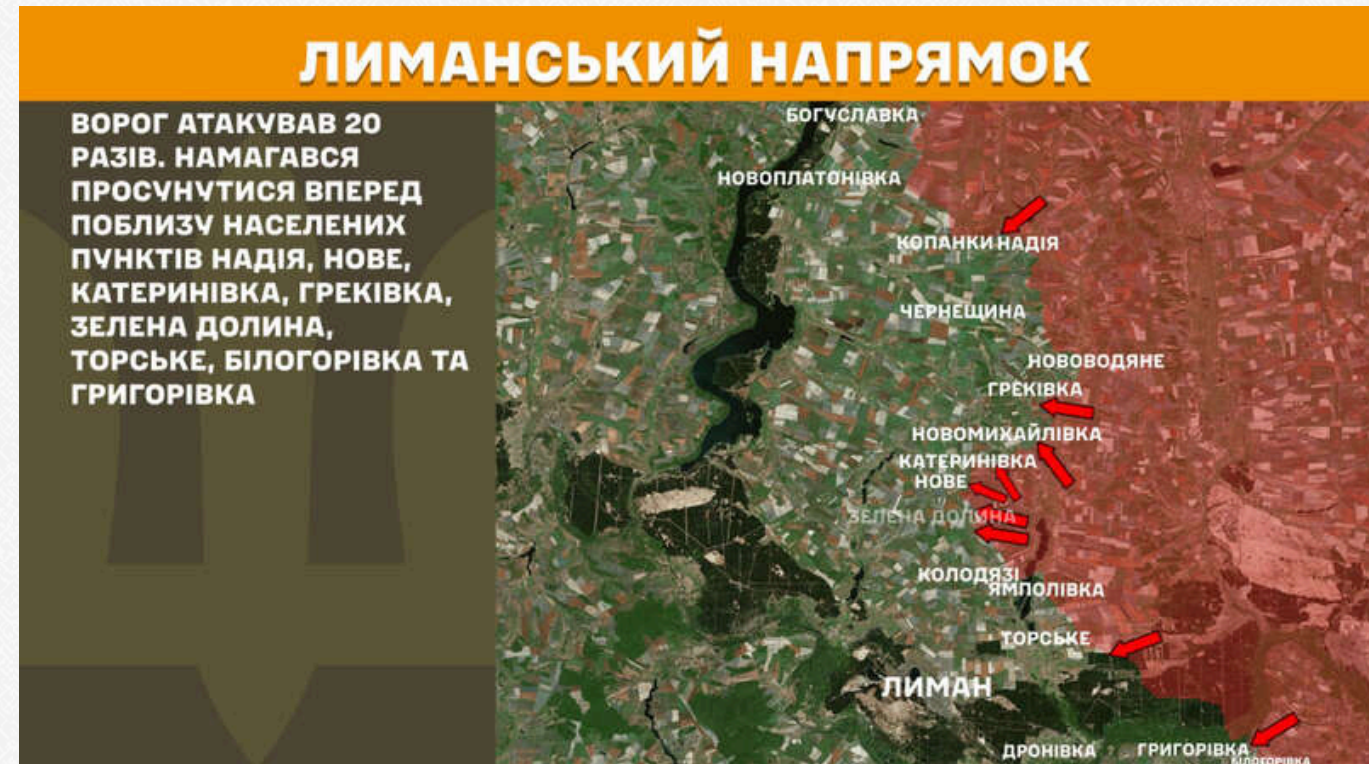 ЛИМАНСЬКИЙ НАПРЯМОК
ВОРОГ АТАКУВАВ 20
РАЗІВ. НАМАГАВСЯ
ПРОСУНУТИСЯ ВПЕРЕД
ПОБЛИЗУ НАСЕЛЕНИХ
ПУНКТІВ НАДІЯ, НОВЕ,
КАТЕРИНІВКА, ГРЕКІВКА,
ЗЕЛЕНА ДОЛИНА,
ТОРСЬКЕ, БІЛОГОРІВКА ТА
ГРИГОРІВКА
БОГУСЛАВКА
НОВОПЛАТОНІВКА
КОПАНКИ НАДІЯ
ЧЕРНЕЩИНА
НОВОВОДЯНЕ
ГРЕКІВКА
НОВОМИХАЙЛІВКА
КАТЕРИНІВКА
НОВЕ
ЗЕЛЕНА ДОЛИНА
КОЛОДЯЗІ
ЯМПОЛІВКА
ТОРСЬКЕ
ЛИМАН
ДРОНІВКА
ГРИГОРІВКА
БІЛОГОРІВКА